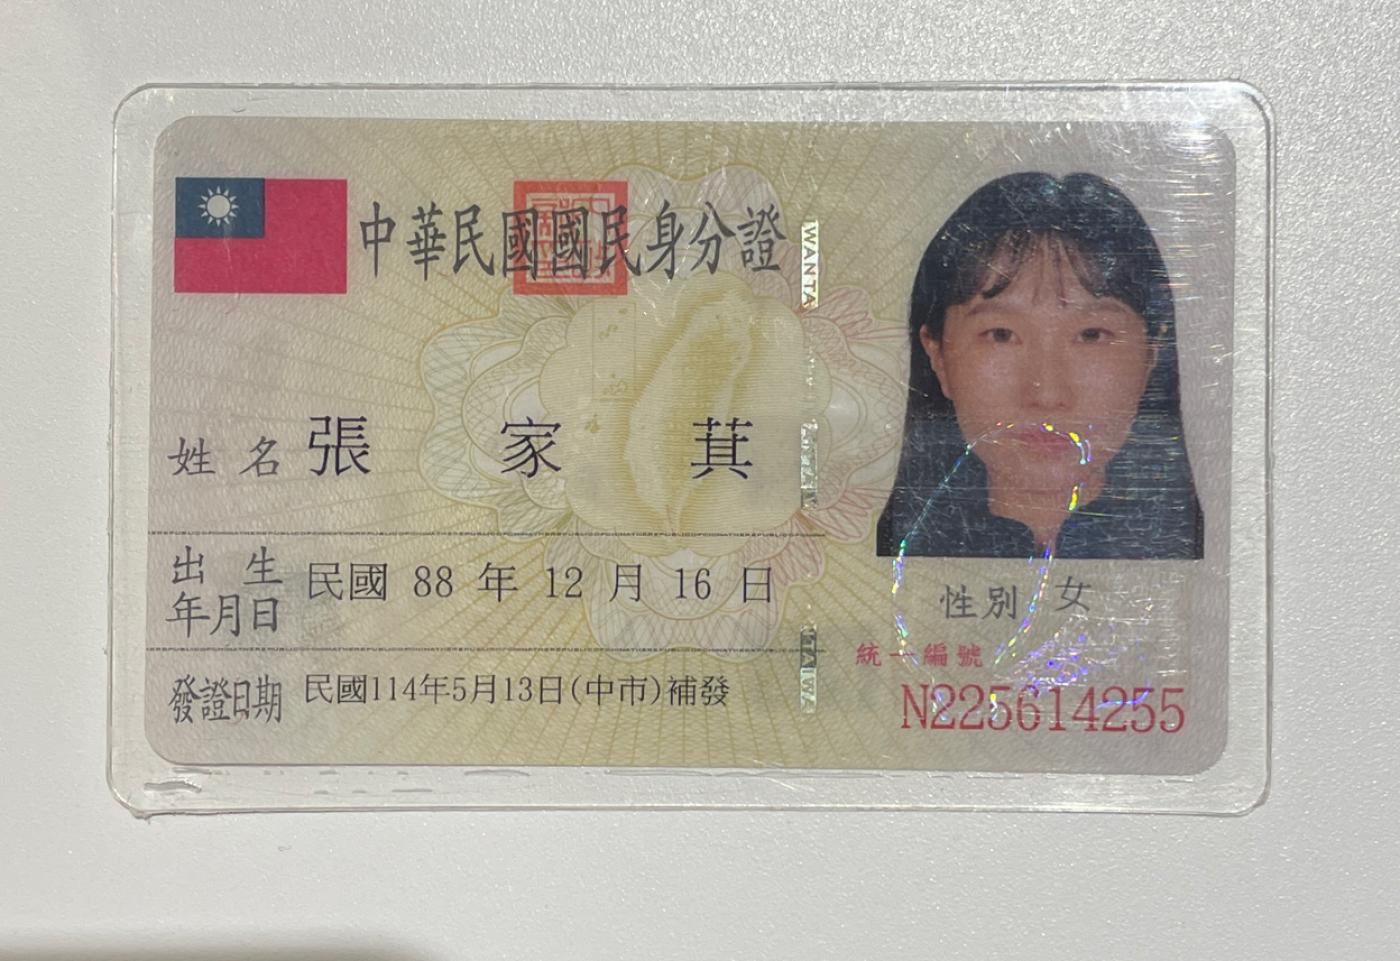 中華民國國民身分證
WANTA
姓名 張 家 萁
出生年月日 民國 88 年 12 月 16 日
性別 女
統一編號
N225614255
發證日期 民國114年5月13日(中市)補發
TAIWA